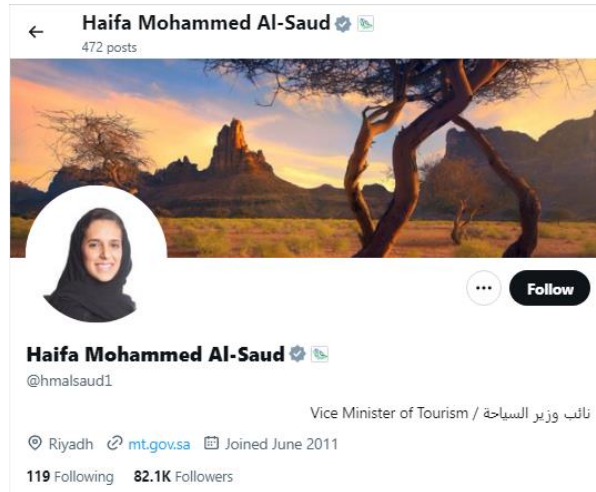 Haifa Mohammed Al-Saud
472 posts
Follow
Haifa Mohammed Al-Saud
@hmalsaud1
نائب وزير السياحة / Vice Minister of Tourism
Riyadh mt.gov.sa Joined June 2011
119 Following 82.1K Followers